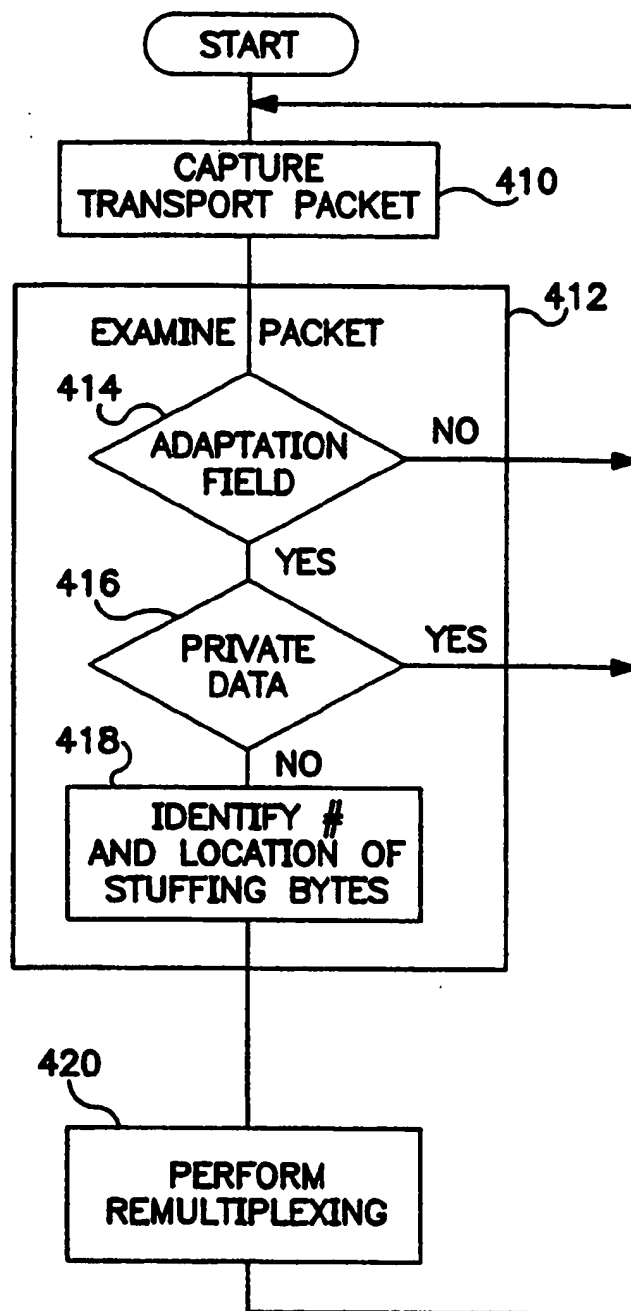 START
CAPTURE
TRANSPORT PACKET
410
412
EXAMINE PACKET
414
ADAPTATION
FIELD
NO
YES
416
PRIVATE
DATA
YES
418
NO
IDENTIFY #
AND LOCATION OF
STUFFING BYTES
420
PERFORM
REMULTIPLEXING